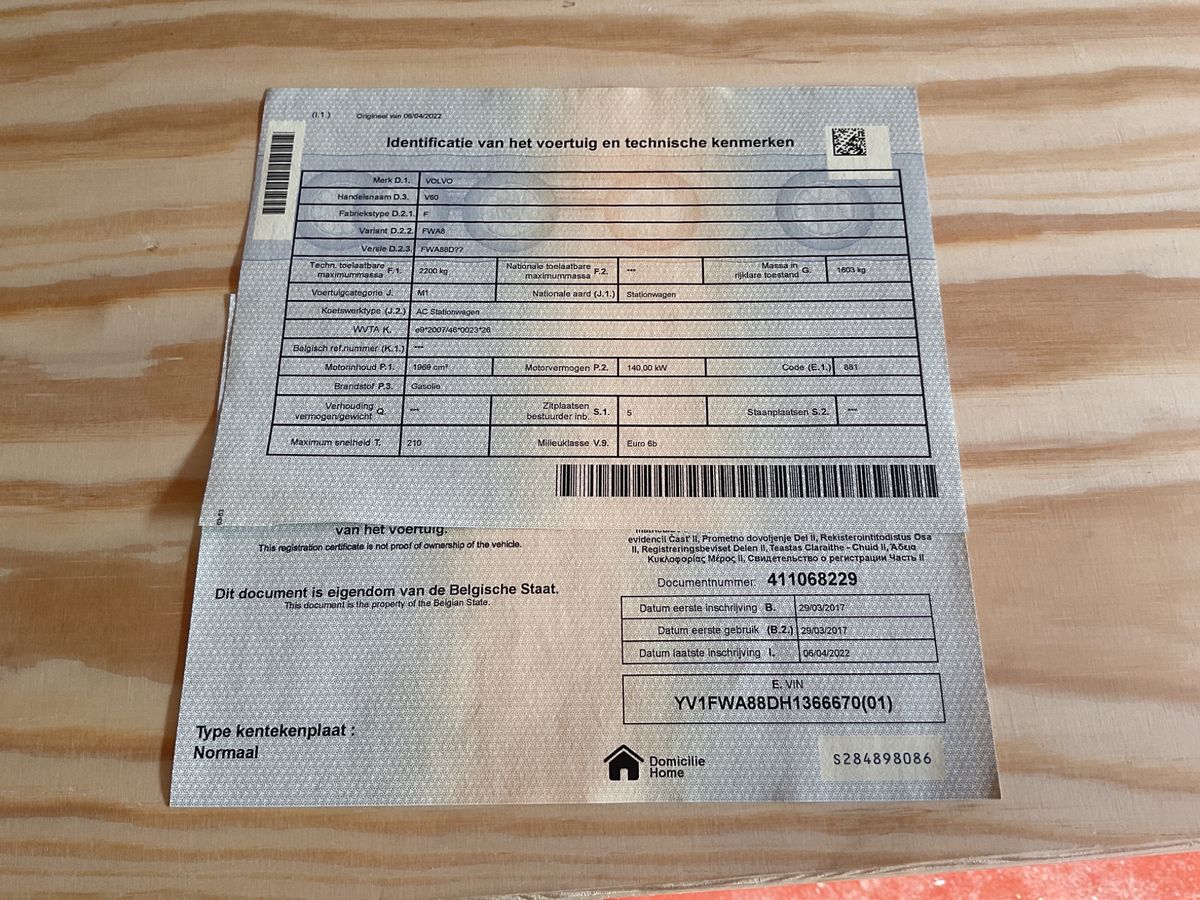 (I.1.) Origineel van 06/04/2022
Identificatie van het voertuig en technische kenmerken
Merk D.1. VOLVO
Handelsnaam D.3. V60
Fabriekstype D.2.1. F
Variant D.2.2. FWA8
Versie D.2.3. FWA88D??
Techn. toelaatbare maximummassa F.1. 2200 kg Nationale toelaatbare maximummassa F.2. --- Massa in rijklare toestand G. 1603 kg
Voertuigcategorie J. M1 Nationale aard (J.1.) Stationwagen
Koetswerktype (J.2.) AC Stationwagen
WVTA K. e9*2007/46*0023*26
Belgisch ref.nummer (K.1.) ---
Motorinhoud P.1. 1969 cm³ Motorvermogen P.2. 140,00 kW Code (E.1.) 881
Brandstof P.3. Gasolie
Verhouding vermogen/gewicht Q. --- Zitplaatsen bestuurder inb. S.1. 5 Staanplaatsen S.2. ---
Maximum snelheid T. 210 Milieuklasse V.9. Euro 6b
van het voertuig.
This registration certificate is not proof of ownership of the vehicle.
Dit document is eigendom van de Belgische Staat.
This document is the property of the Belgian State.
Type kentekenplaat :
Normaal
evidencii Časť II, Prometno dovoljenje Del II, Rekisteröintitodistus Osa
II, Registreringsbeviset Delen II, Teastas Claraithe - Chuid II, Άδεια
Κυκλοφορίας Μέρος II, Свидетельство о регистрации Часть II
Documentnummer: 411068229
Datum eerste inschrijving B. 29/03/2017
Datum eerste gebruik (B.2.) 29/03/2017
Datum laatste inschrijving I. 06/04/2022
E. VIN
YV1FWA88DH1366670(01)
Domicilie
Home
S284898086